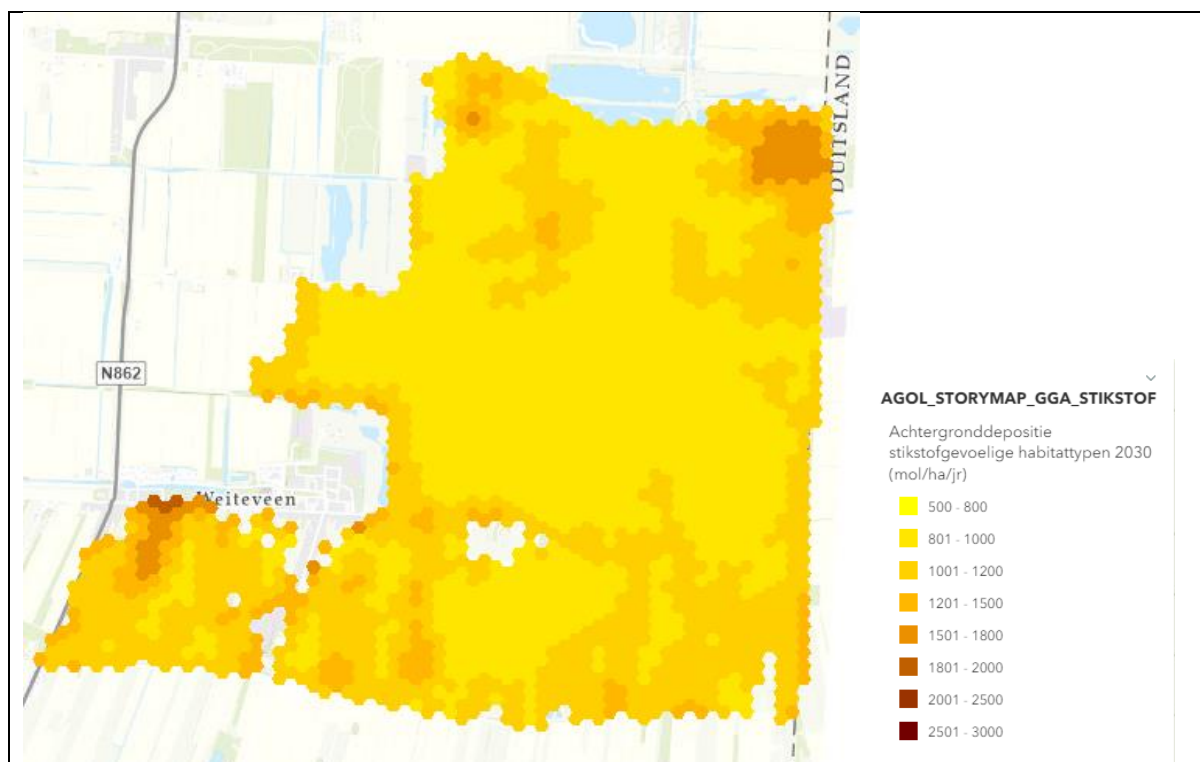 DUITSLAND
N862
Weiteveen
AGOL_STORYMAP_GGA_STIKSTOF
Achtergronddepositie
stikstofgevoelige habitattypen 2030
(mol/ha/jr)
500 - 800
801 - 1000
1001 - 1200
1201 - 1500
1501 - 1800
1801 - 2000
2001 - 2500
2501 - 3000